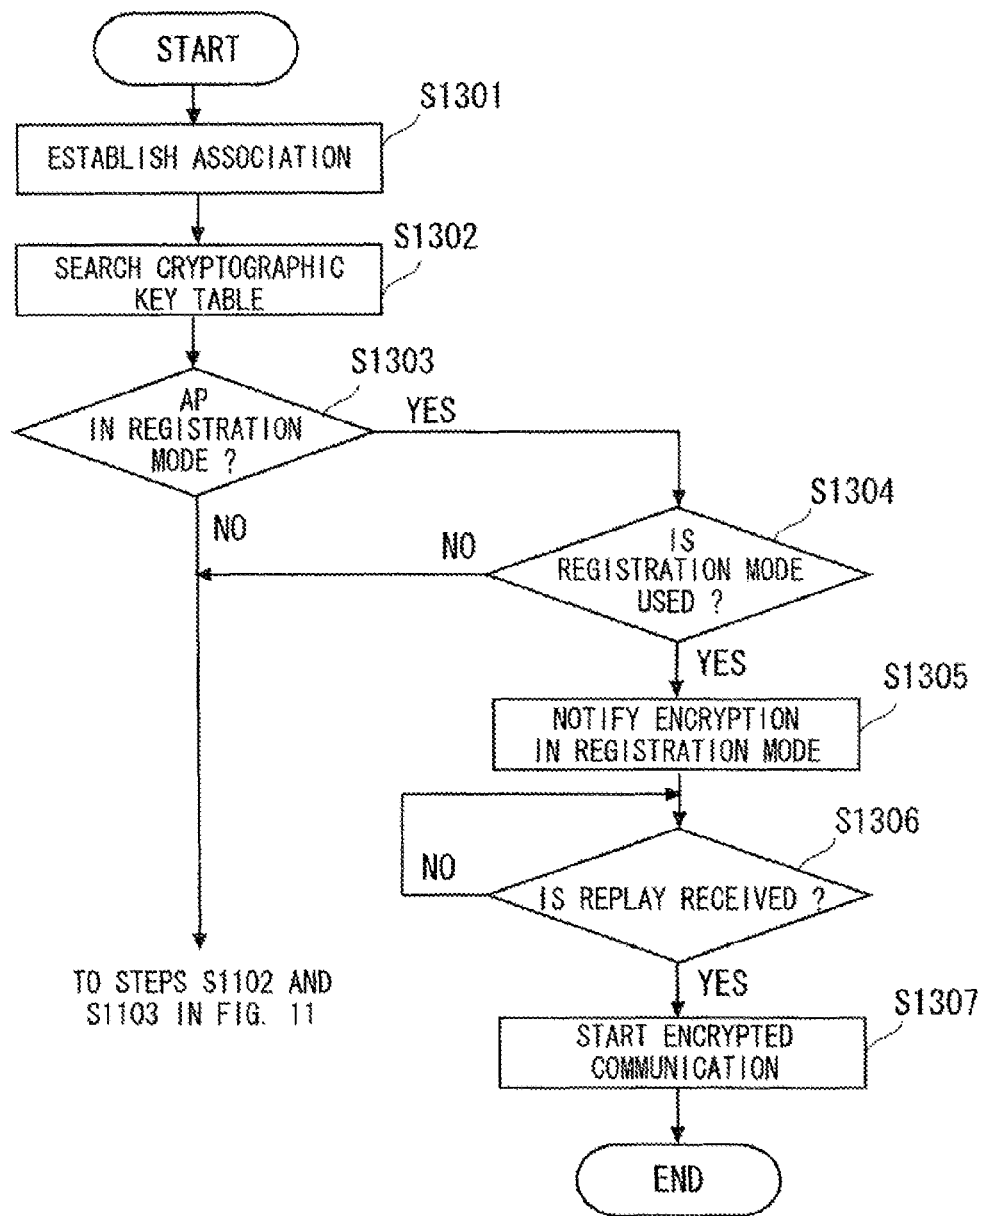 START
S1301
ESTABLISH ASSOCIATION
S1302
SEARCH CRYPTOGRAPHIC
KEY TABLE
S1303
AP
IN REGISTRATION
MODE ?
YES
NO
S1304
IS
REGISTRATION MODE
USED ?
NO
YES
S1305
NOTIFY ENCRYPTION
IN REGISTRATION MODE
S1306
IS REPLAY RECEIVED ?
NO
YES
TO STEPS S1102 AND
S1103 IN FIG. 11
S1307
START ENCRYPTED
COMMUNICATION
END